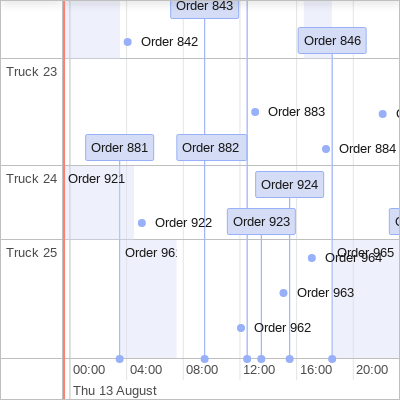 Order 843
Order 842
Order 846
Truck 23
Order 883
Order 881
Order 882
Order 884
Truck 24
Order 921
Order 924
Order 922
Order 923
Truck 25
Order 961
Order 965
Order 964
Order 963
Order 962
00:00 04:00 08:00 12:00 16:00 20:00
Thu 13 August